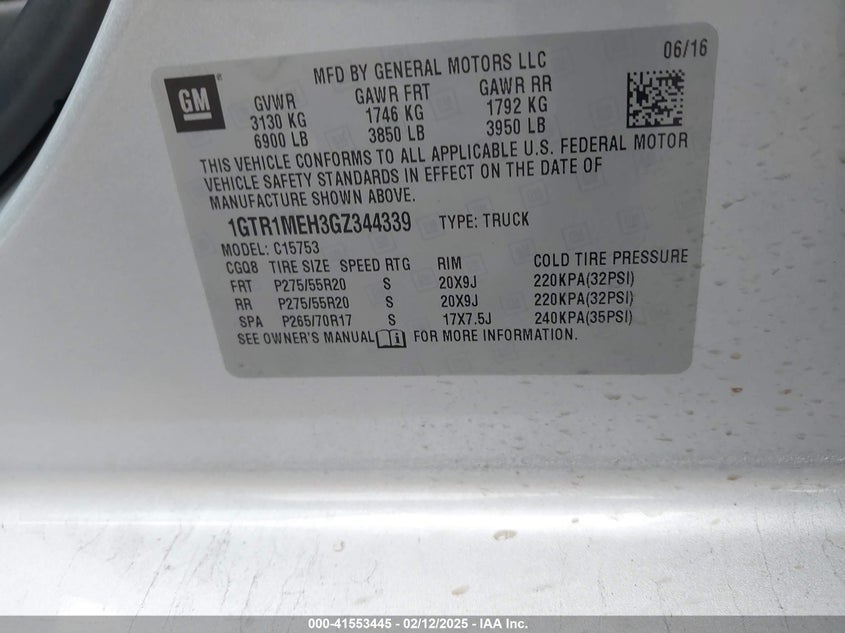 06/16
MFD BY GENERAL MOTORS LLC
GM ®
GVWR GAWR FRT GAWR RR
3130 KG 1746 KG 1792 KG
6900 LB 3850 LB 3950 LB
THIS VEHICLE CONFORMS TO ALL APPLICABLE U.S. FEDERAL MOTOR
VEHICLE SAFETY STANDARDS IN EFFECT ON THE DATE OF
MANUFACTURE SHOWN ABOVE.
1GTR1MEH3GZ344339 TYPE: TRUCK
MODEL: C15753
CGQ8 TIRE SIZE SPEED RTG RIM COLD TIRE PRESSURE
FRT P275/55R20 S 20X9J 220KPA(32PSI)
RR P275/55R20 S 20X9J 220KPA(32PSI)
SPA P265/70R17 S 17X7.5J 240KPA(35PSI)
SEE OWNER'S MANUAL i FOR MORE INFORMATION.
000-41553445 - 02/12/2025 - IAA Inc.